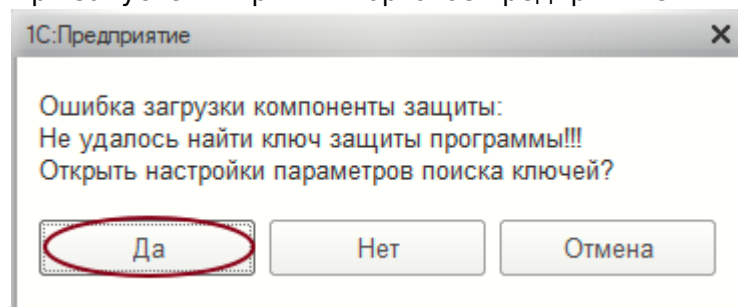 1С:Предприятие
Ошибка загрузки компоненты защиты:
Не удалось найти ключ защиты программы!!!
Открыть настройки параметров поиска ключей?
Да Нет Отмена